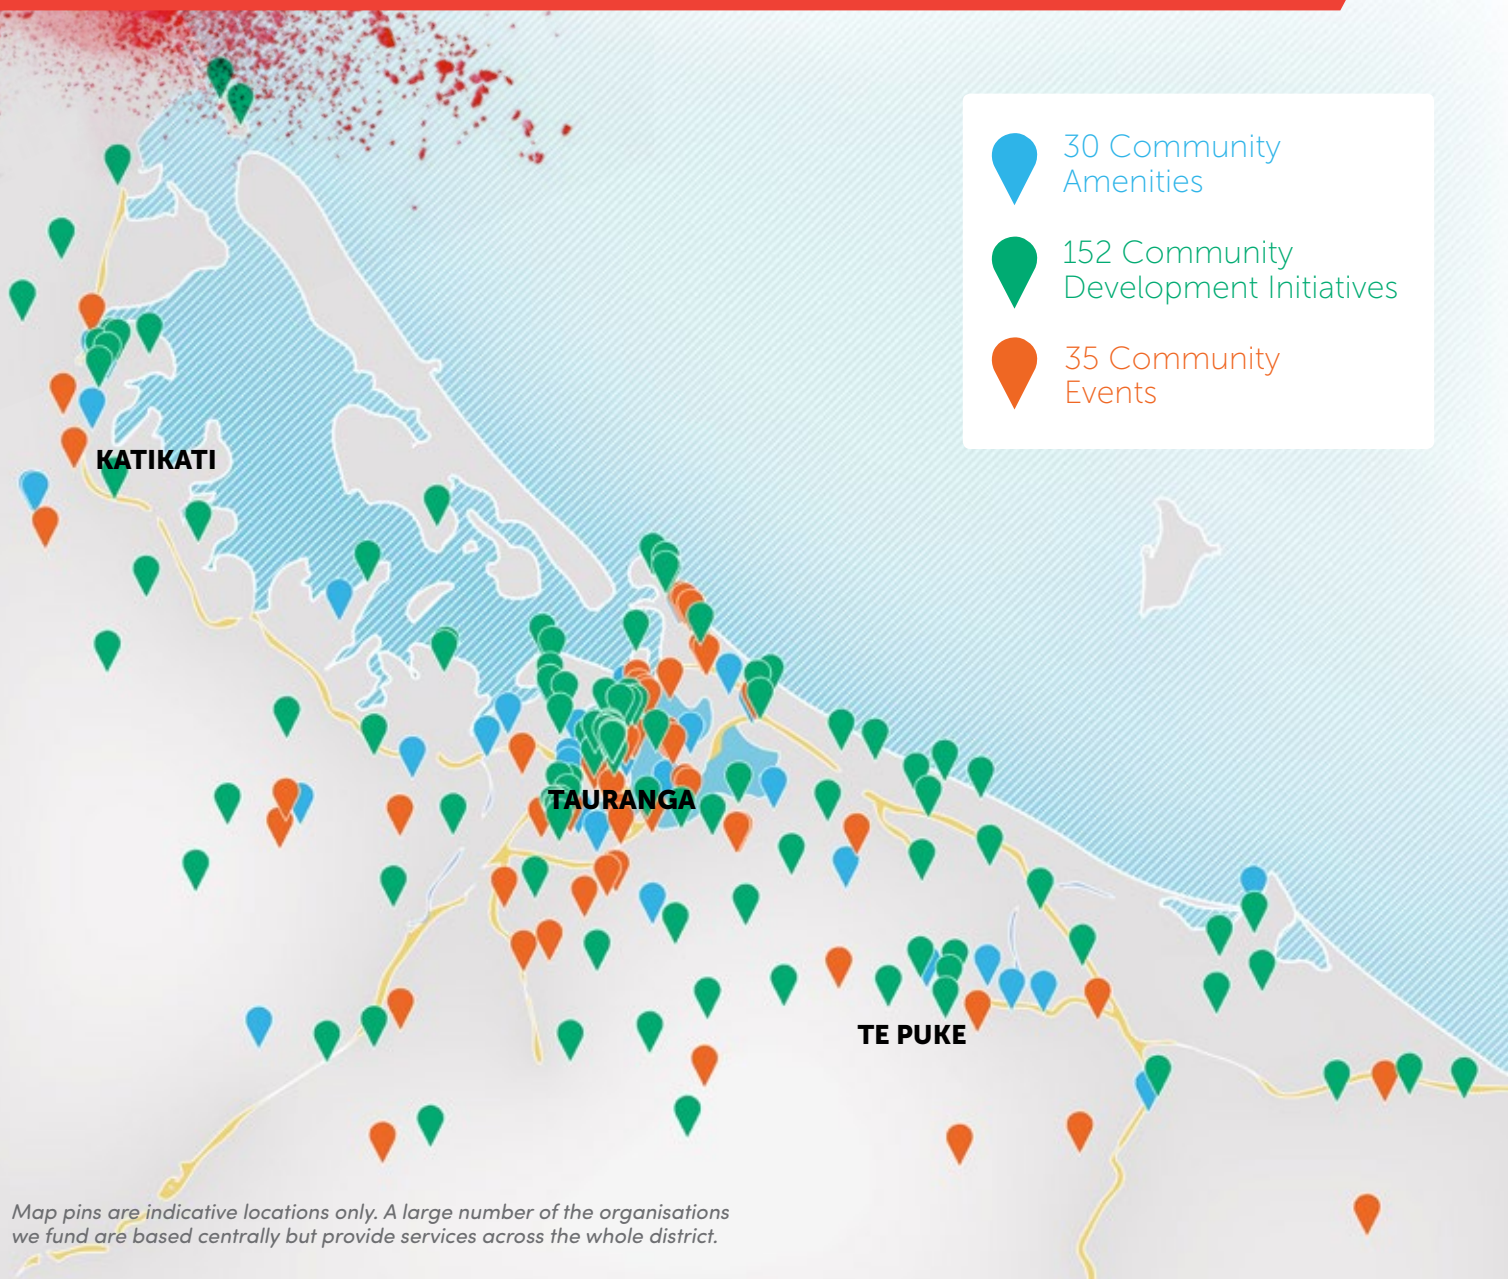 30 Community
Amenities
152 Community
Development Initiatives
35 Community
Events
KATIKATI
TAURANGA
TE PUKE
Map pins are indicative locations only. A large number of the organisations
we fund are based centrally but provide services across the whole district.